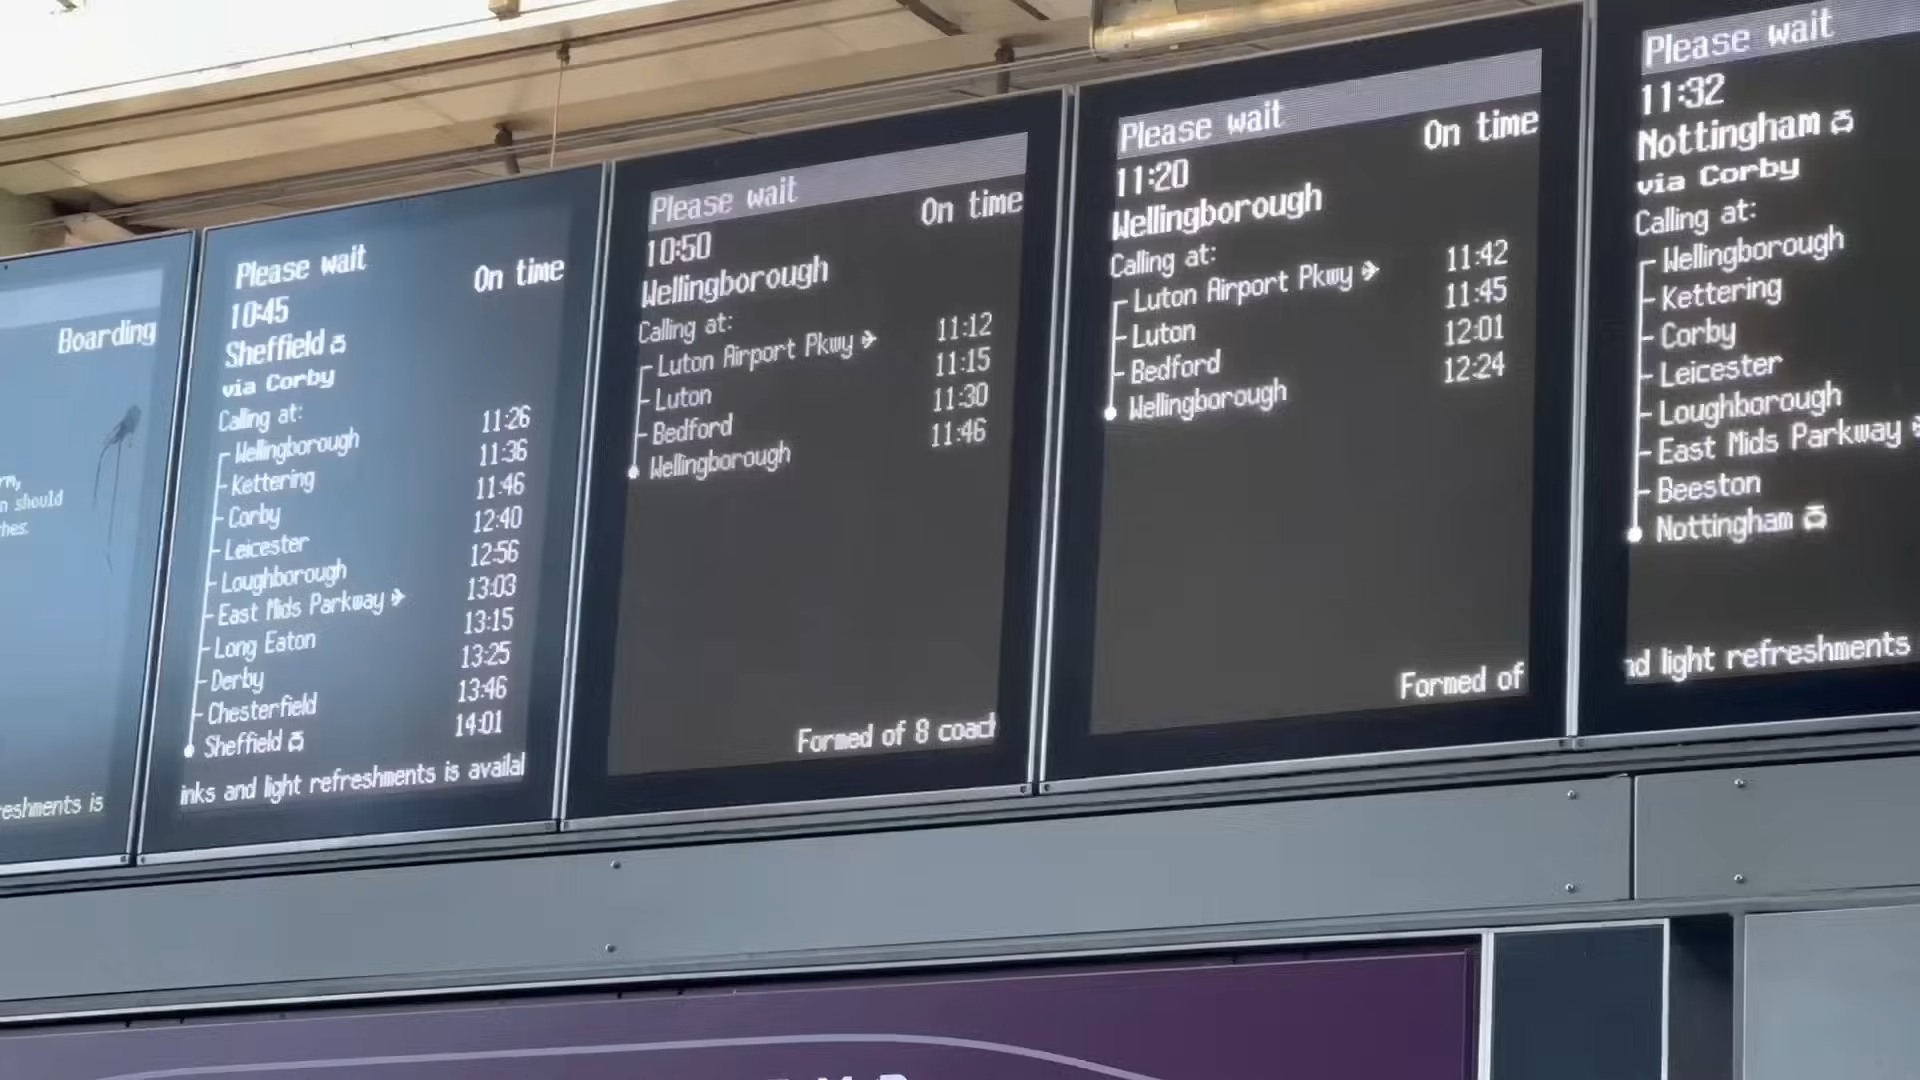 Boarding
rm,
n should
hes.
reshments is
Please wait
On time
10:45
Sheffield
via Corby
Calling at:
Wellingborough 11:26
Kettering 11:36
Corby 11:46
Leicester 12:40
Loughborough 12:56
East Mids Parkway 13:03
Long Eaton 13:15
Derby 13:25
Chesterfield 13:46
Sheffield 14:01
inks and light refreshments is availal
Please wait
On time
10:50
Wellingborough
Calling at:
Luton Airport Pkwy 11:12
Luton 11:15
Bedford 11:30
Wellingborough 11:46
Formed of 8 coach
Please wait
On time
11:20
Wellingborough
Calling at:
Luton Airport Pkwy 11:42
Luton 11:45
Bedford 12:01
Wellingborough 12:24
Formed of
Please wait
11:32
Nottingham
via Corby
Calling at:
Wellingborough
Kettering
Corby
Leicester
Loughborough
East Mids Parkway
Beeston
Nottingham
nd light refreshments